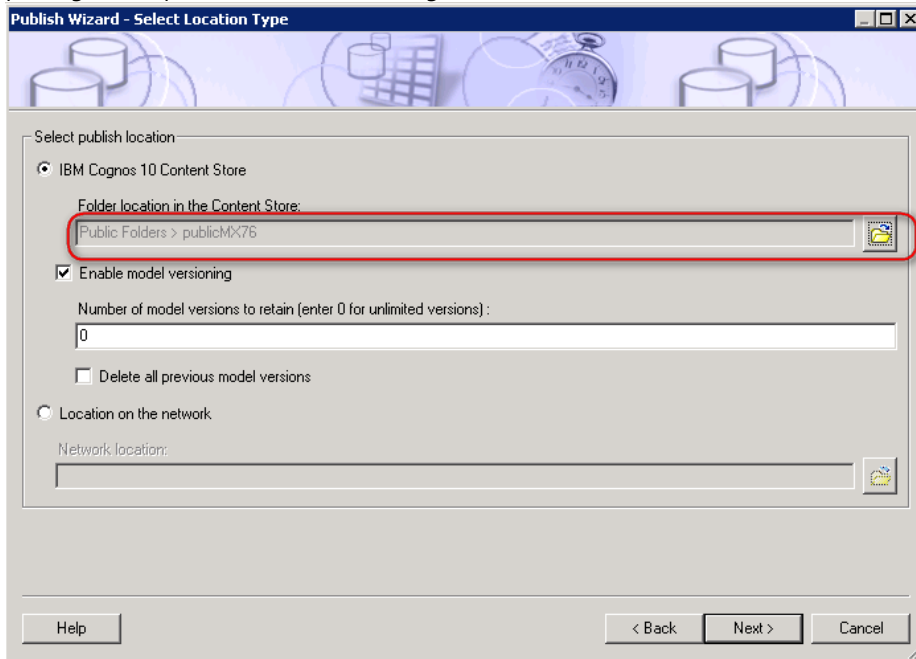 Publish Wizard - Select Location Type
Select publish location
IBM Cognos 10 Content Store
Folder location in the Content Store:
Public Folders > publicMX76
Enable model versioning
Number of model versions to retain (enter 0 for unlimited versions) :
0
Delete all previous model versions
Location on the network
Network location:
Help
< Back
Next >
Cancel